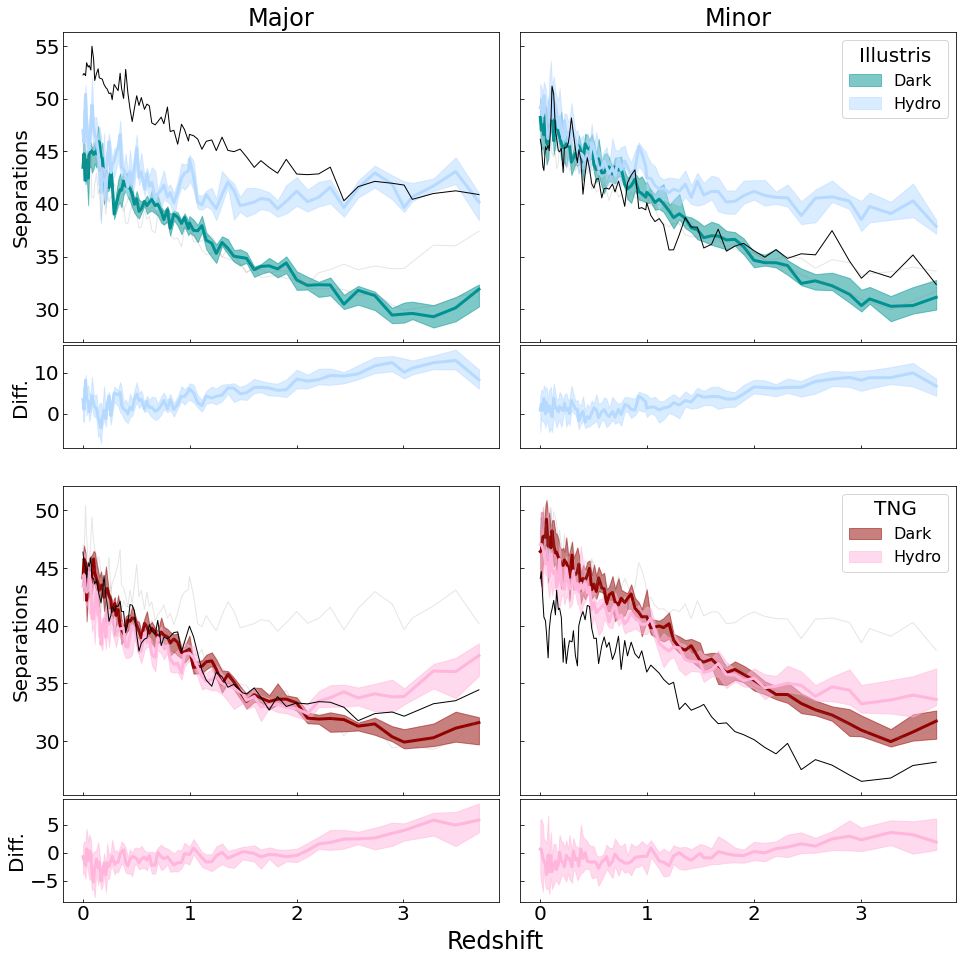 Major Minor
55
50
45
40
35
30
Separations
Illustris
Dark
Hydro
10
0
Diff.
50
45
40
35
30
Separations
TNG
Dark
Hydro
5
0
−5
Diff.
0 1 2 3 0 1 2 3
Redshift